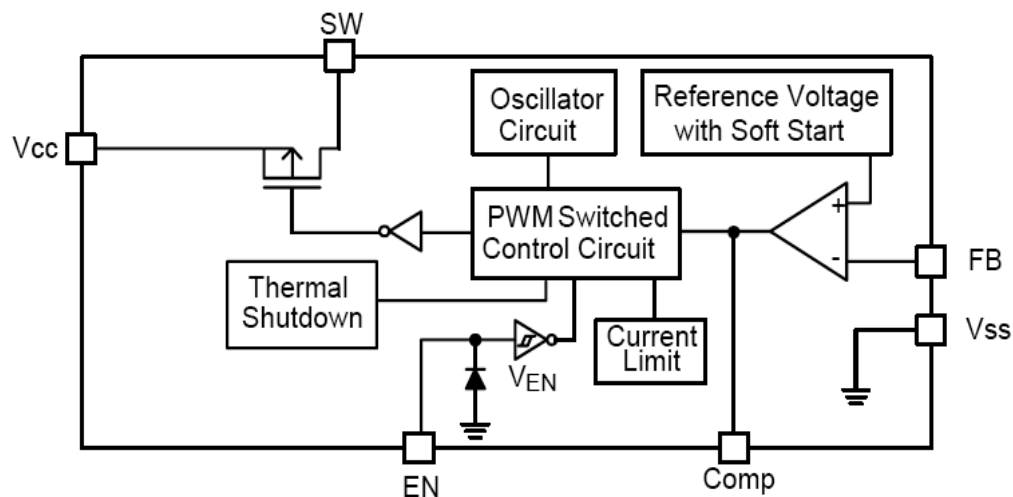 SW
Oscillator
Circuit
Reference Voltage
with Soft Start
Vcc
+
PWM Switched
Control Circuit
-
FB
Thermal
Shutdown
Current
Limit
Vss
VEN
EN
Comp